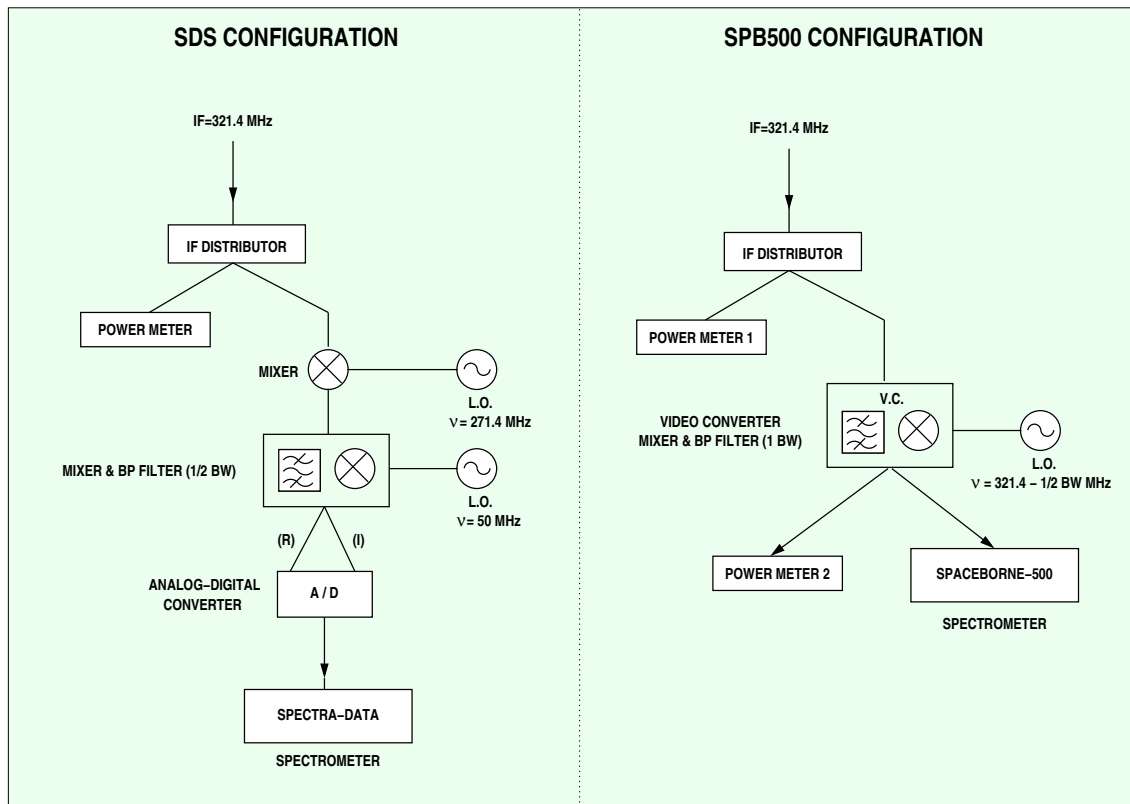 SDS CONFIGURATION
IF=321.4 MHz
IF DISTRIBUTOR
POWER METER
MIXER
L.O.
ν = 271.4 MHz
MIXER & BP FILTER (1/2 BW)
L.O.
ν = 50 MHz
(R)
(I)
ANALOG−DIGITAL
CONVERTER
A / D
SPECTRA−DATA
SPECTROMETER
SPB500 CONFIGURATION
IF=321.4 MHz
IF DISTRIBUTOR
POWER METER 1
V.C.
VIDEO CONVERTER
MIXER & BP FILTER (1 BW)
L.O.
ν = 321.4 − 1/2 BW MHz
POWER METER 2
SPACEBORNE−500
SPECTROMETER